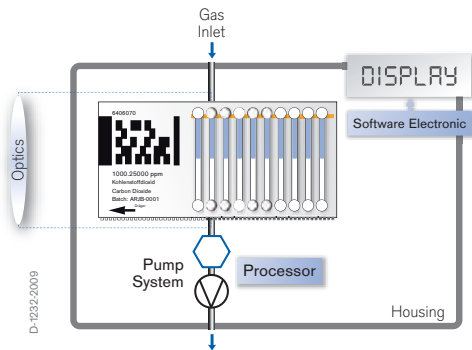 Gas
Inlet
DISPLAY
Software Electronic
Optics
6406070
1000.25000 ppm
Kohlenstoffdioxid
Carbon Dioxide
Batch: ARJB-0001
Dräger
Pump
System
Processor
Housing
D-1232-2009